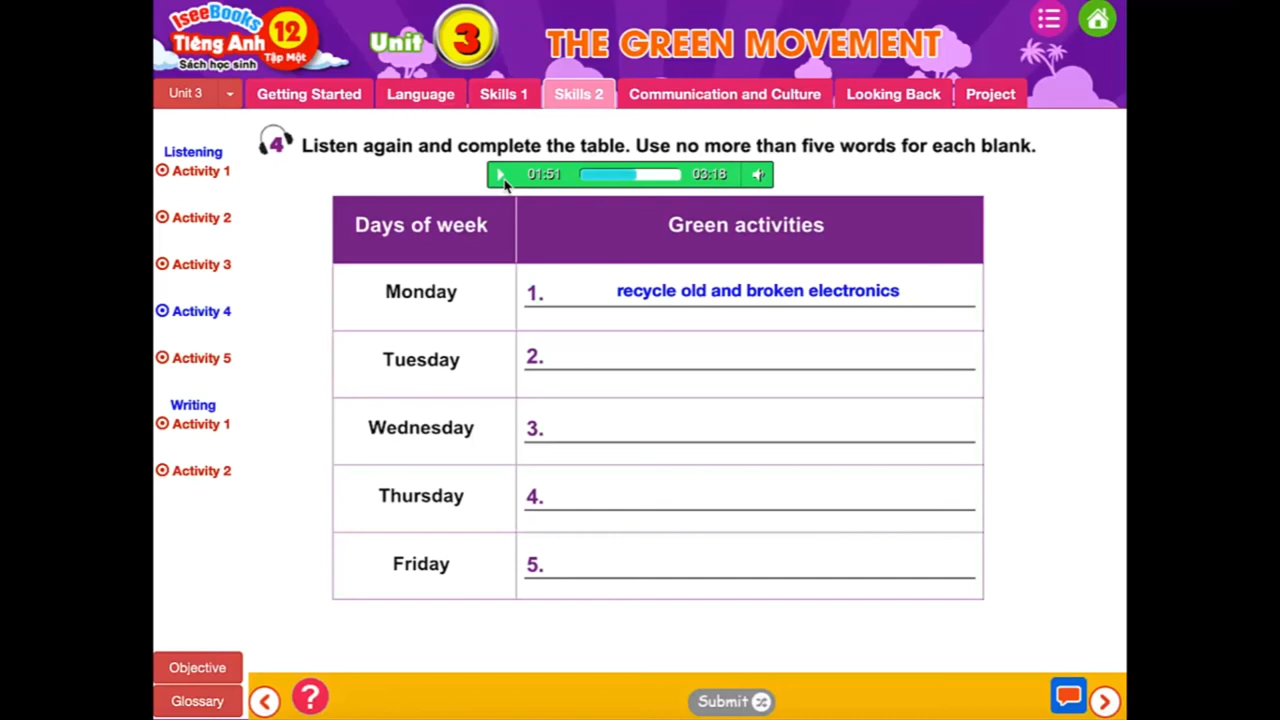 IseeBooks
Tiếng Anh 12
Tập Một
Sách học sinh
Unit 3
THE GREEN MOVEMENT
Unit 3
Getting Started
Language
Skills 1
Skills 2
Communication and Culture
Looking Back
Project
Listening
Activity 1
Activity 2
Activity 3
Activity 4
Activity 5
Writing
Activity 1
Activity 2
4 Listen again and complete the table. Use no more than five words for each blank.
01:51 03:18
Days of week Green activities
Monday 1. recycle old and broken electronics
Tuesday 2.
Wednesday 3.
Thursday 4.
Friday 5.
Objective
Glossary
?
Submit